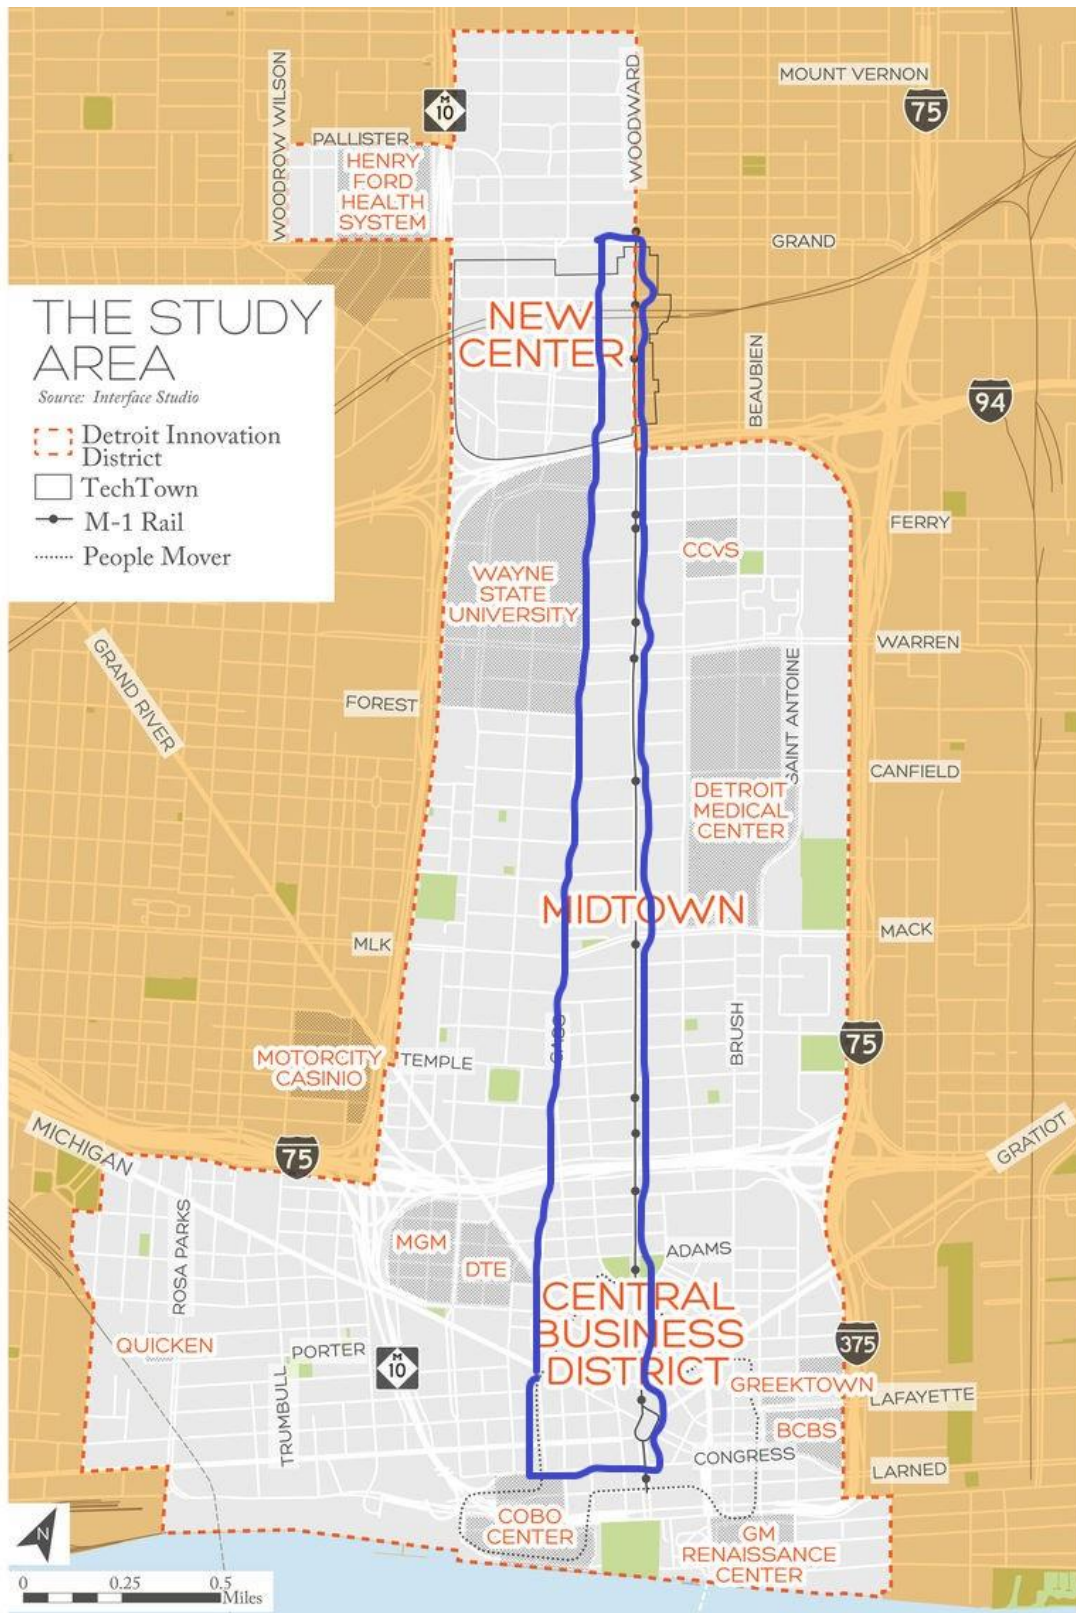 MOUNT VERNON
75
M
10
WOODWARD
WOODROW WILSON
PALLISTER
HENRY
FORD
HEALTH
SYSTEM
GRAND
THE STUDY
AREA
Source: Interface Studio
Detroit Innovation
District
TechTown
M-1 Rail
People Mover
NEW
CENTER
BEAUBIEN
94
FERRY
CCvS
WAYNE
STATE
UNIVERSITY
WARREN
GRAND RIVER
FOREST
SAINT ANTOINE
CANFIELD
DETROIT
MEDICAL
CENTER
MIDTOWN
MLK
MACK
CASS
BRUSH
75
MOTORCITY
CASINIO
TEMPLE
MICHIGAN
75
GRATIOT
ROSA PARKS
MGM
DTE
ADAMS
CENTRAL
BUSINESS
DISTRICT
375
QUICKEN
PORTER
M
10
TRUMBULL
GREEKTOWN
LAFAYETTE
BCBS
CONGRESS
LARNED
COBO
CENTER
GM
RENAISSANCE
CENTER
N
0 0.25 0.5
Miles